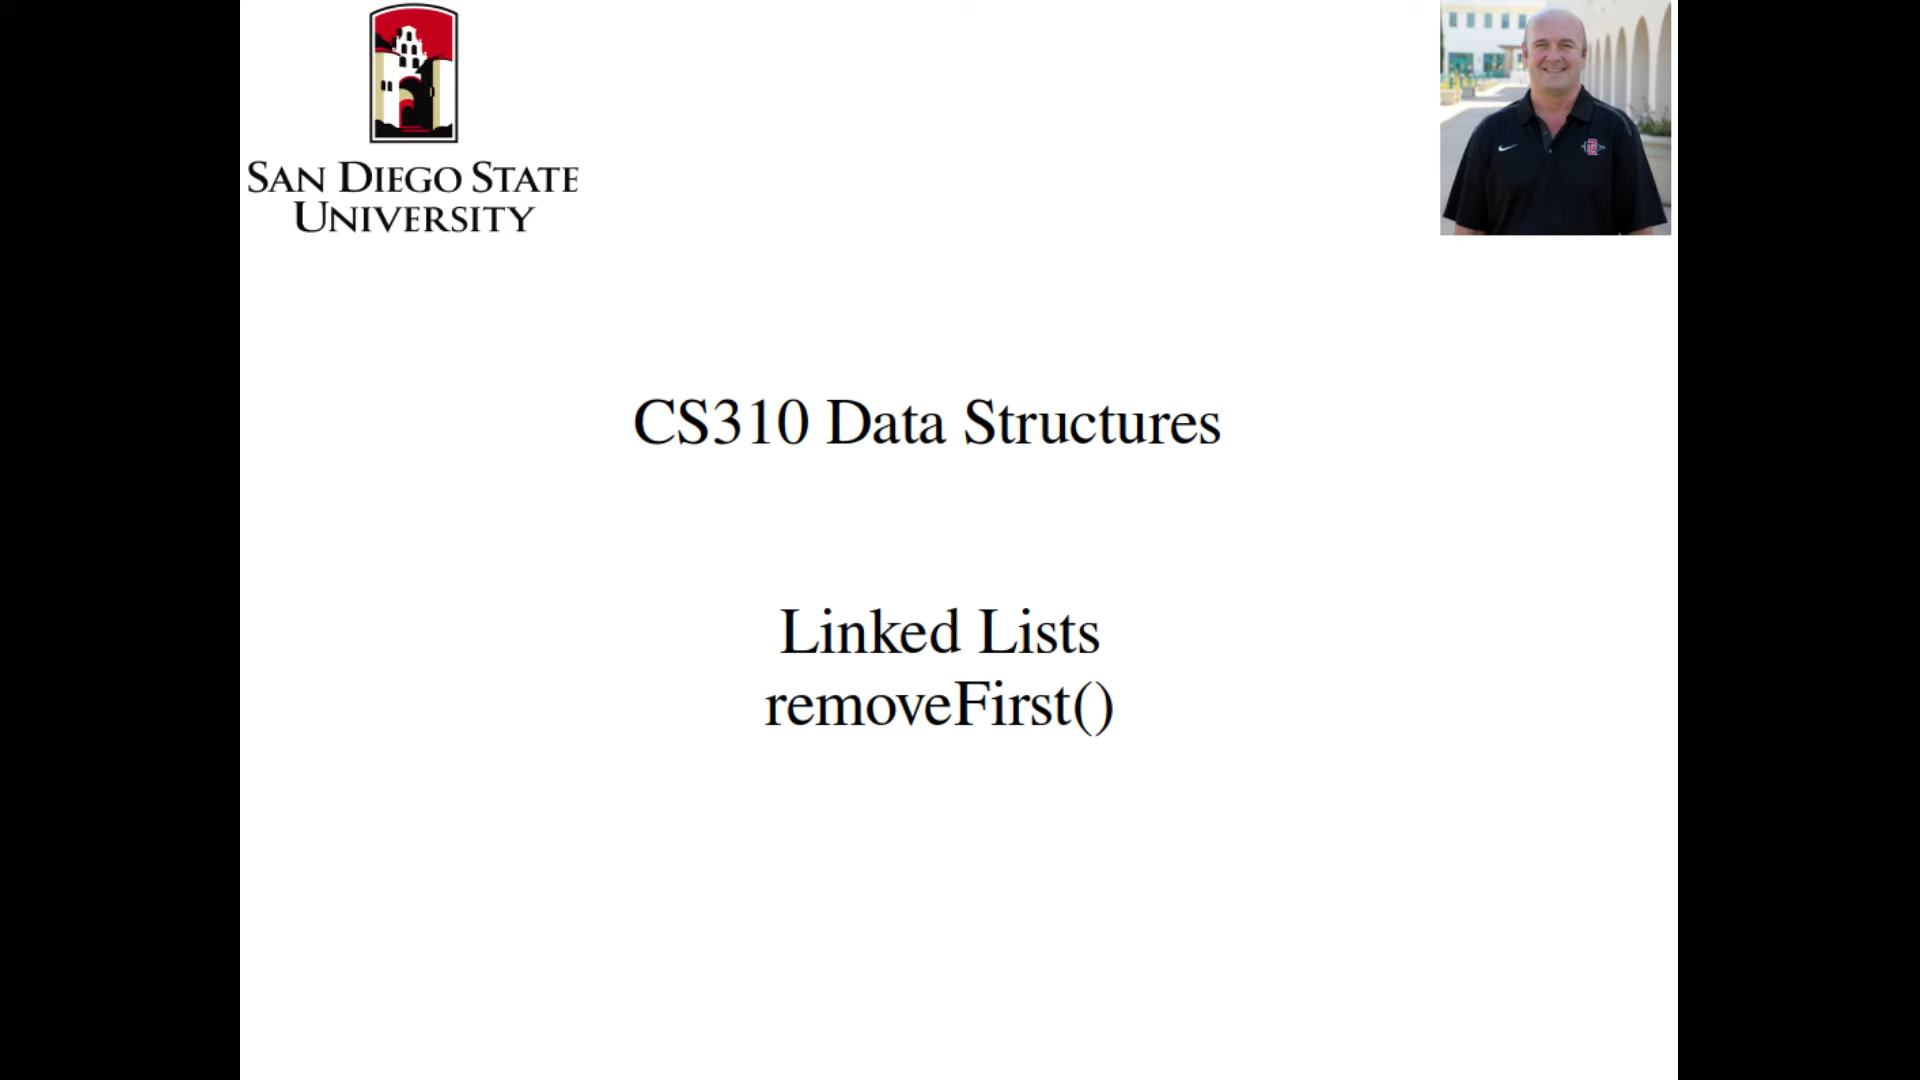 SAN DIEGO STATE
UNIVERSITY
CS310 Data Structures
Linked Lists
removeFirst()